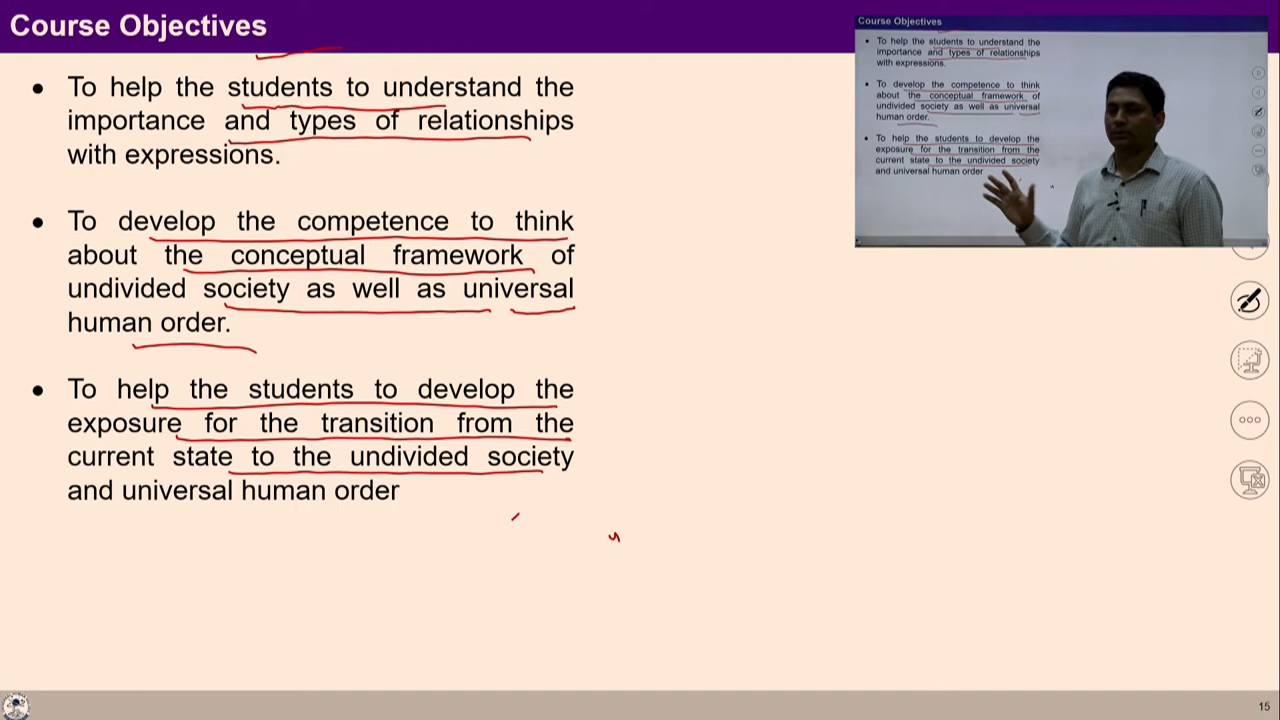 Course Objectives
● To help the students to understand the
importance and types of relationships
with expressions.
● To develop the competence to think
about the conceptual framework of
undivided society as well as universal
human order.
● To help the students to develop the
exposure for the transition from the
current state to the undivided society
and universal human order
Course Objectives
• To help the students to understand the
importance and types of relationships
with expressions.
• To develop the competence to think
about the conceptual framework of
undivided society as well as universal
human order.
• To help the students to develop the
exposure for the transition from the
current state to the undivided society
and universal human order
15